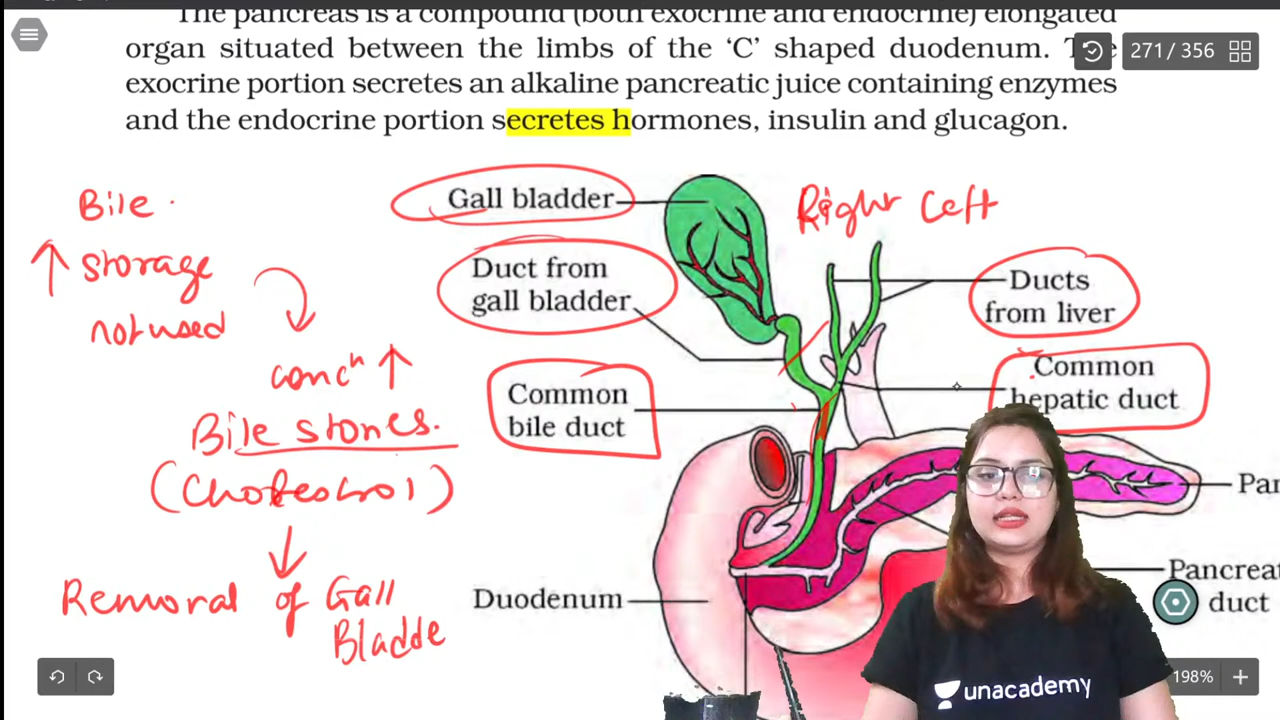 The pancreas is a compound (both exocrine and endocrine) elongated
organ situated between the limbs of the 'C' shaped duodenum. The
exocrine portion secretes an alkaline pancreatic juice containing enzymes
and the endocrine portion secretes hormones, insulin and glucagon.
271 / 356
Bile
↑ storage
not used
concⁿ ↑
Bile stones.
(Cholestrol)
↓
Removal of Gall
Bladde
Gall bladder
Right Left
Duct from
gall bladder
Ducts
from liver
Common
bile duct
Common
hepatic duct
Pan
Duodenum
Pancreat
duct
unacademy
198%